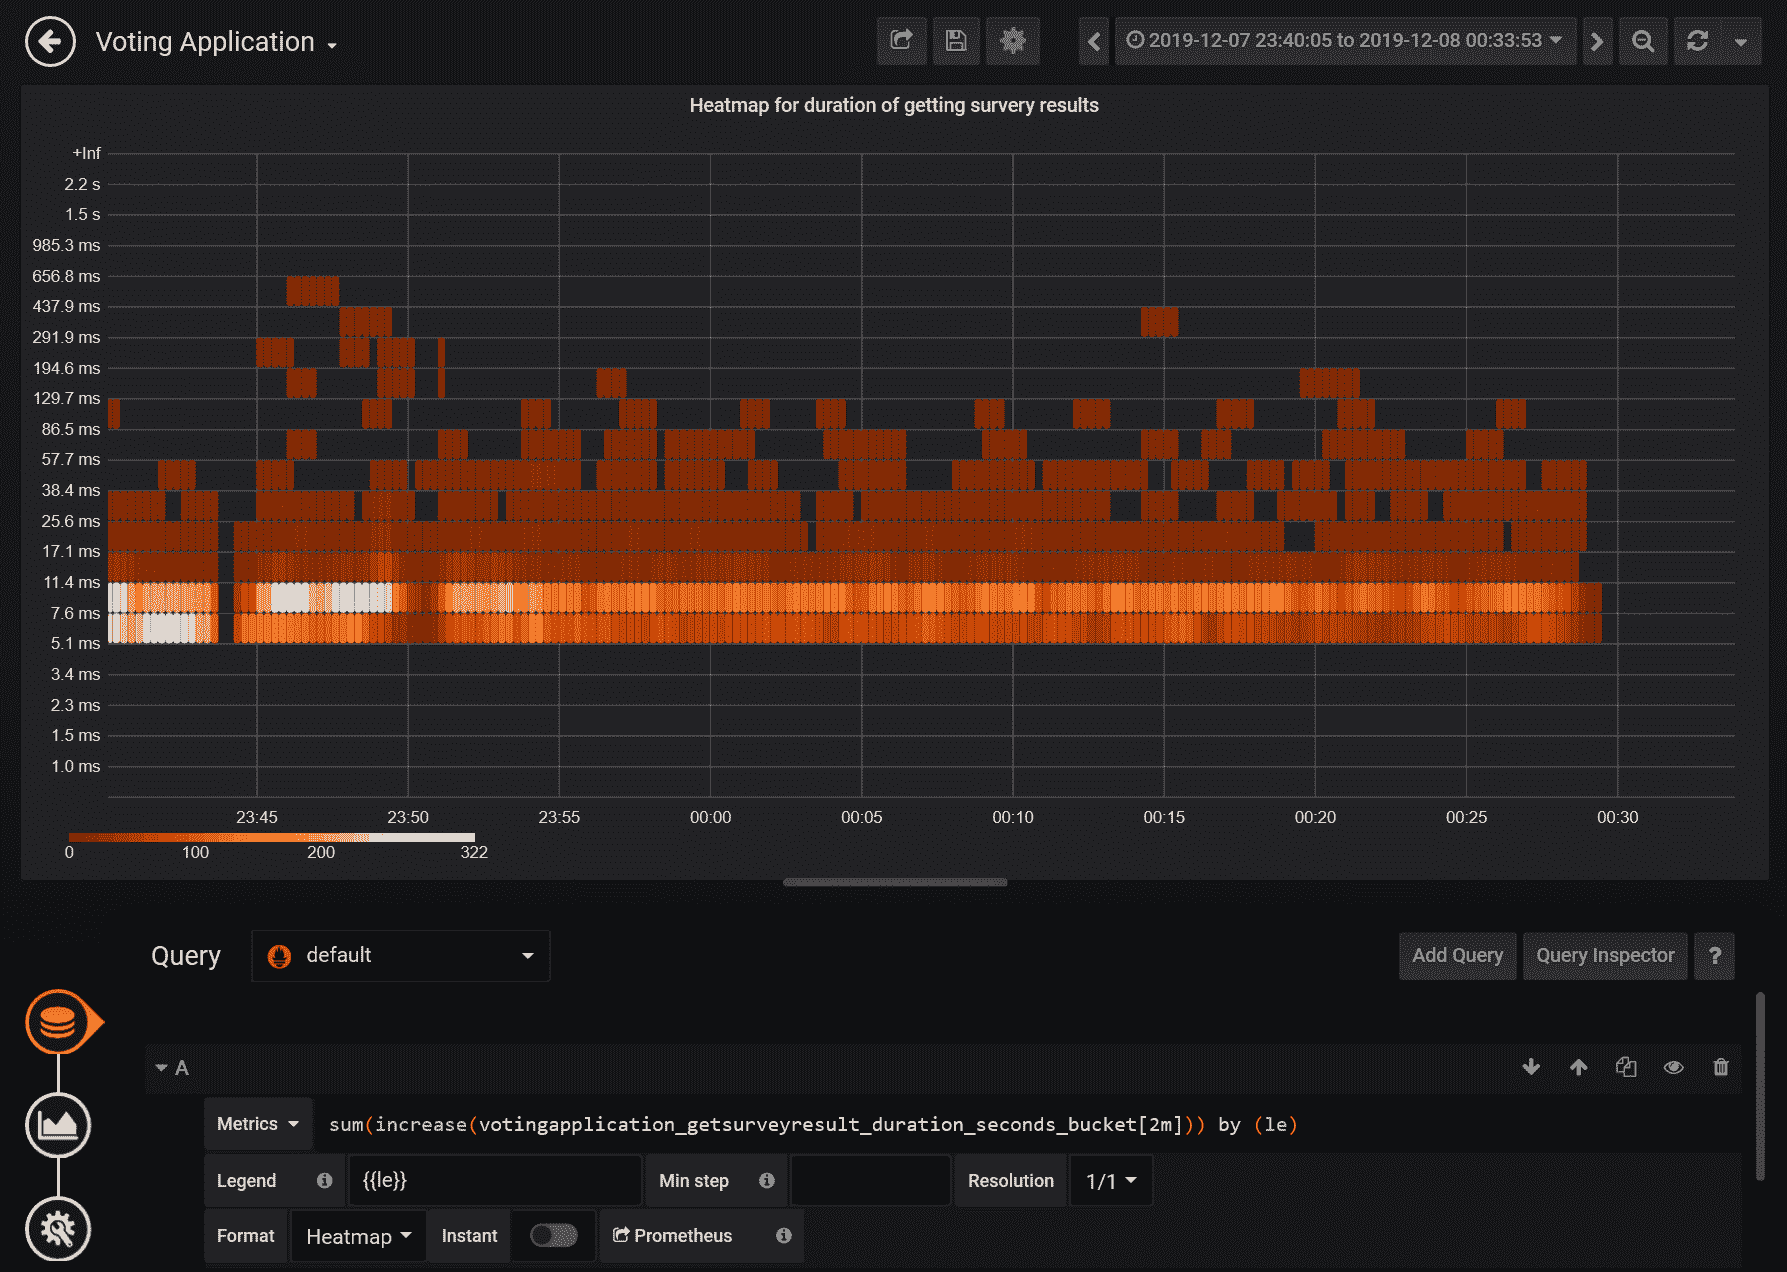 Voting Application
2019-12-07 23:40:05 to 2019-12-08 00:33:53
Heatmap for duration of getting survery results
+Inf
2.2 s
1.5 s
985.3 ms
656.8 ms
437.9 ms
291.9 ms
194.6 ms
129.7 ms
86.5 ms
57.7 ms
38.4 ms
25.6 ms
17.1 ms
11.4 ms
7.6 ms
5.1 ms
3.4 ms
2.3 ms
1.5 ms
1.0 ms
23:45 23:50 23:55 00:00 00:05 00:10 00:15 00:20 00:25 00:30
0 100 200 322
Query default Add Query Query Inspector ?
A
Metrics sum(increase(votingapplication_getsurveyresult_duration_seconds_bucket[2m])) by (le)
Legend {{le}} Min step Resolution 1/1
Format Heatmap Instant Prometheus